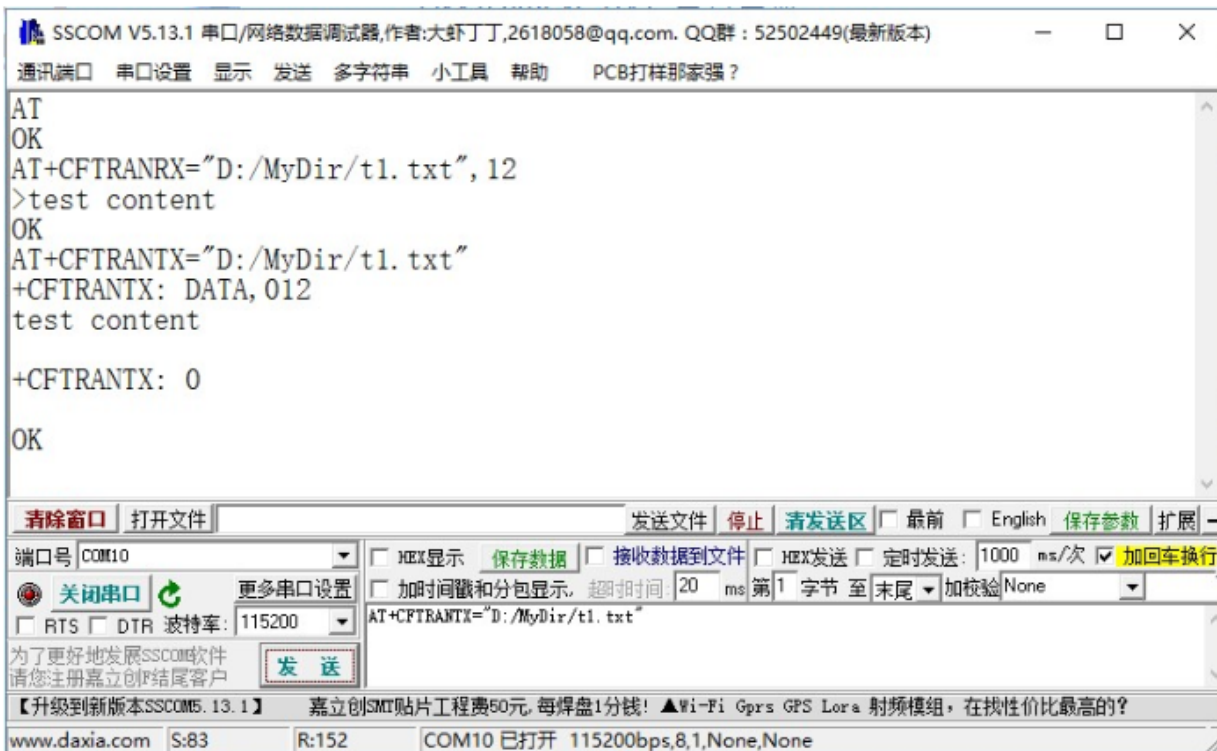 SSCOM V5.13.1 串口/网络数据调试器,作者:大虾丁丁,2618058@qq.com. QQ群：52502449(最新版本)
通讯端口 串口设置 显示 发送 多字符串 小工具 帮助 PCB打样那家强？
AT
OK
AT+CFTRANRX="D:/MyDir/t1.txt",12
>test content
OK
AT+CFTRANTX="D:/MyDir/t1.txt"
+CFTRANTX: DATA,012
test content
+CFTRANTX: 0
OK
清除窗口 打开文件 发送文件 停止 清发送区 最前 English 保存参数 扩展
端口号 COM10 HEX显示 保存数据 接收数据到文件 HEX发送 定时发送: 1000 ms/次 加回车换行
关闭串口 更多串口设置 加时间戳和分包显示, 超时时间: 20 ms 第1 字节 至 末尾 加校验 None
RTS DTR 波特率: 115200 AT+CFTRANTX="D:/MyDir/t1.txt"
为了更好地发展SSCOM软件
请您注册嘉立创F结尾客户 发 送
【升级到新版本SSCOM5.13.1】 嘉立创SMT贴片工程费50元,每焊盘1分钱! ▲Wi-Fi Gprs GPS Lora 射频模组，在找性价比最高的?
www.daxia.com S:83 R:152 COM10 已打开 115200bps,8,1,None,None